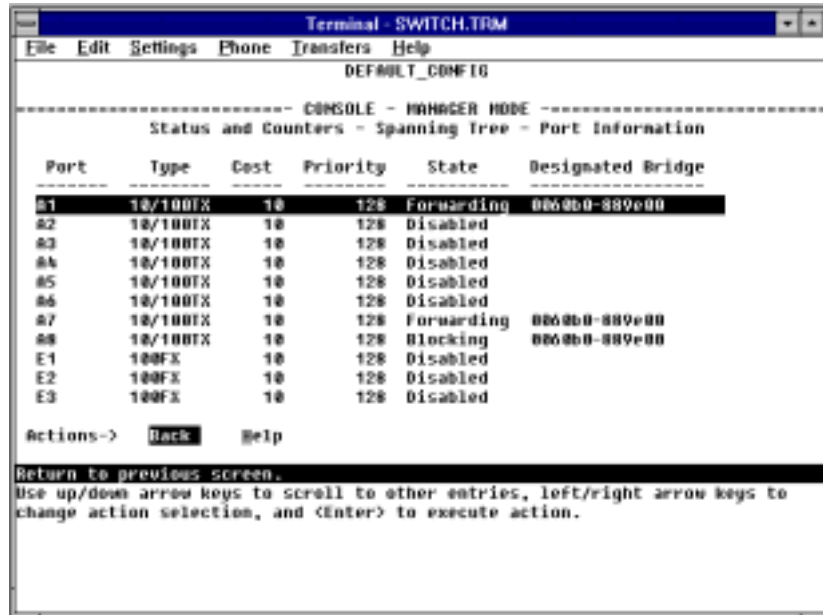 Terminal - SWITCH.TRM
File Edit Settings Phone Transfers Help
DEFAULT_CONFIG
---------------------------- CONSOLE - MANAGER MODE ----------------------------
Status and Counters - Spanning Tree - Port Information
Port Type Cost Priority State Designated Bridge
------- -------- ------ -------- ---------- -----------------
A1 10/100TX 10 128 Forwarding 0060b0-889e00
A2 10/100TX 10 128 Disabled
A3 10/100TX 10 128 Disabled
A4 10/100TX 10 128 Disabled
A5 10/100TX 10 128 Disabled
A6 10/100TX 10 128 Disabled
A7 10/100TX 10 128 Forwarding 0060b0-889e00
A8 10/100TX 10 128 Blocking 0060b0-889e00
E1 100FX 10 128 Disabled
E2 100FX 10 128 Disabled
E3 100FX 10 128 Disabled
Actions-> Back Help
Return to previous screen.
Use up/down arrow keys to scroll to other entries, left/right arrow keys to
change action selection, and <Enter> to execute action.